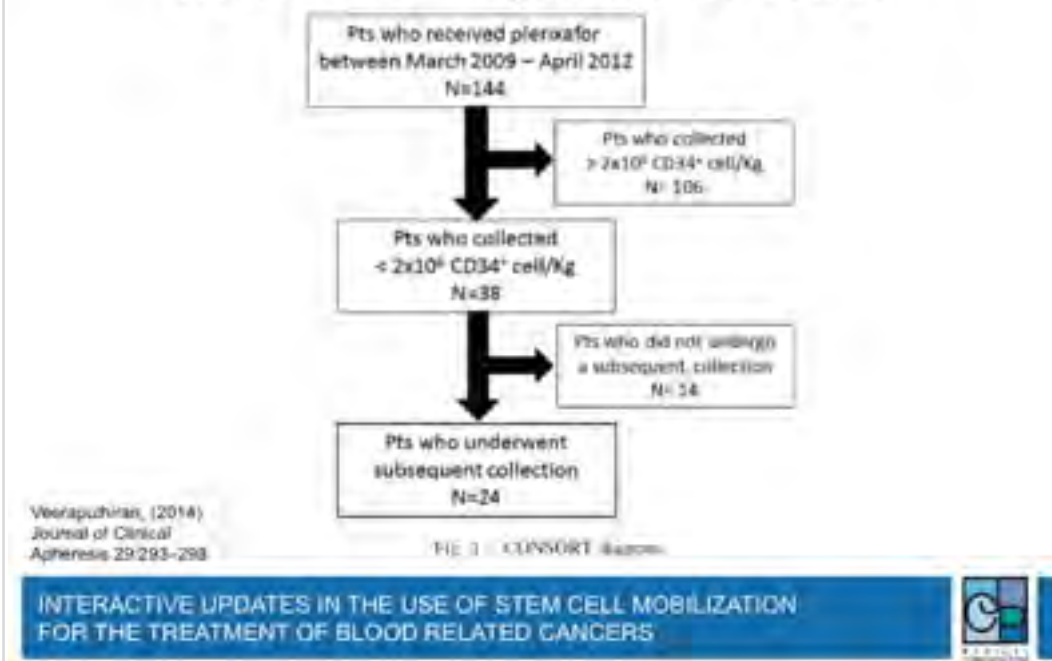 Pts who received plerixafor
between March 2009 – April 2012
N=144
Pts who collected
> 2x10⁶ CD34⁺ cell/Kg
N= 106
Pts who collected
< 2x10⁶ CD34⁺ cell/Kg
N=38
Pts who did not undergo
a subsequent collection
N= 14
Pts who underwent
subsequent collection
N=24
Veeraputhiran, (2014)
Journal of Clinical
Apheresis 29:293–298
CONSORT diagram.
INTERACTIVE UPDATES IN THE USE OF STEM CELL MOBILIZATION
FOR THE TREATMENT OF BLOOD RELATED CANCERS